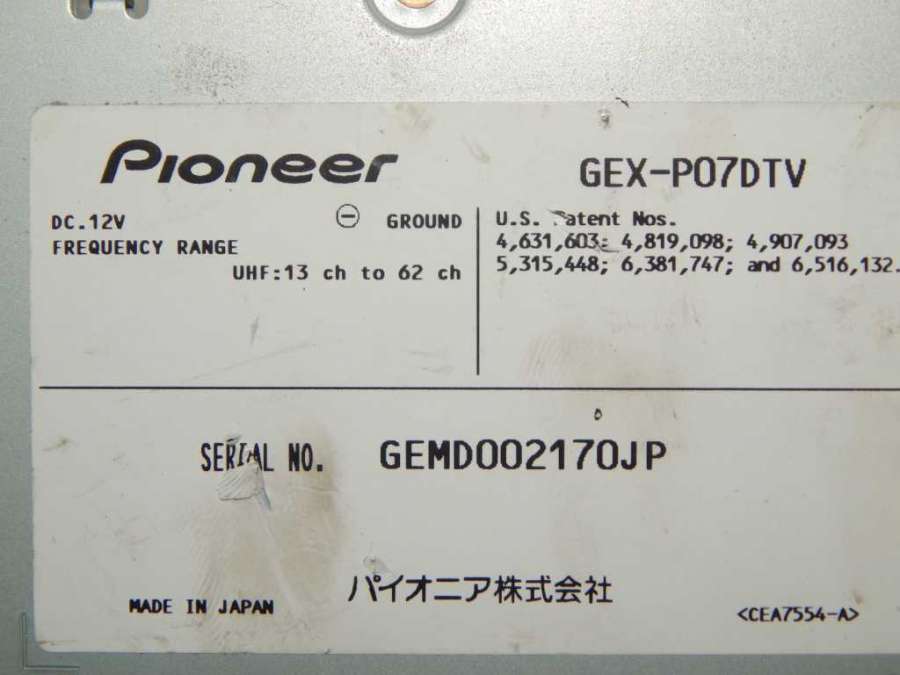 Pioneer
GEX-P07DTV
DC.12V
⊖ GROUND
FREQUENCY RANGE
UHF:13 ch to 62 ch
U.S. Patent Nos.
4,631,603; 4,819,098; 4,907,093
5,315,448; 6,381,747; and 6,516,132.
SERIAL NO. GEMD002170JP
パイオニア株式会社
MADE IN JAPAN
<CEA7554-A>